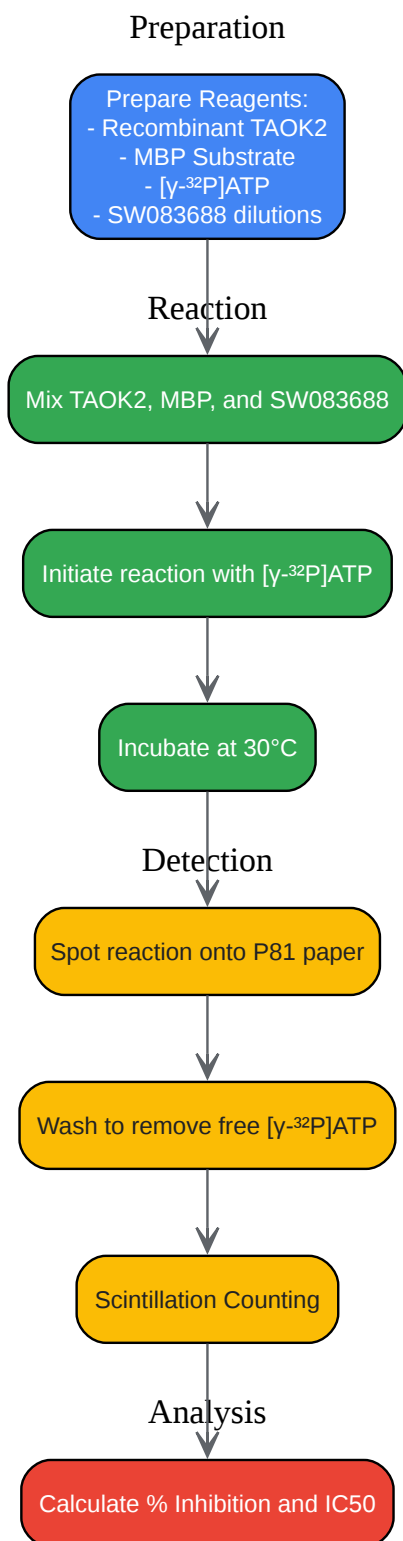 Preparation
Prepare Reagents:
- Recombinant TAOK2
- MBP Substrate
- [γ-³²P]ATP
- SW083688 dilutions
Reaction
Mix TAOK2, MBP, and SW083688
Initiate reaction with [γ-³²P]ATP
Incubate at 30°C
Detection
Spot reaction onto P81 paper
Wash to remove free [γ-³²P]ATP
Scintillation Counting
Analysis
Calculate % Inhibition and IC50